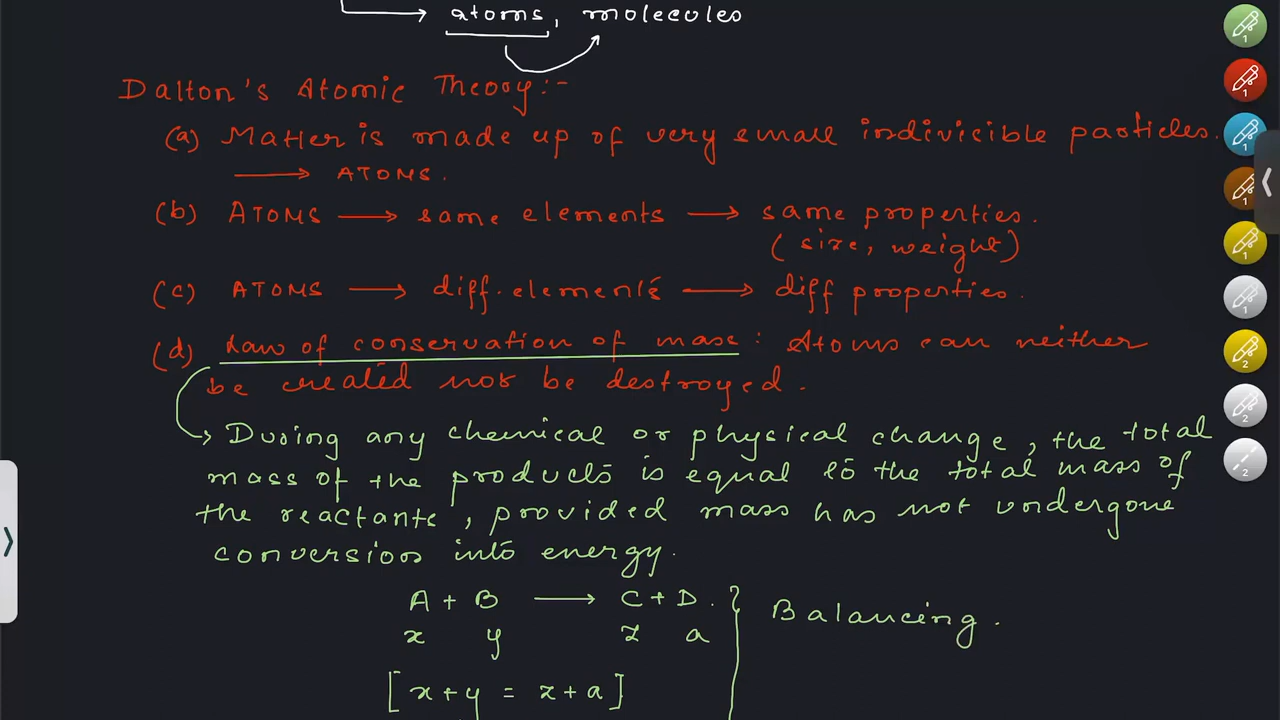 ⟶ atoms, molecules
Dalton's Atomic Theory:-
(a) Matter is made up of very small indivicible particles.
⟶ ATOMS.
(b) ATOMS ⟶ same elements ⟶ same properties.
(size, weight)
(c) ATOMS ⟶ diff. elements ⟶ diff properties.
(d) Law of conservation of mass: Atoms can neither
be created nor be destroyed.
During any chemical or physical change, the total
mass of the products is equal to the total mass of
the reactants, provided mass has not undergone
conversion into energy.
A + B ⟶ C + D. } Balancing.
x y z a
[x + y = z + a]